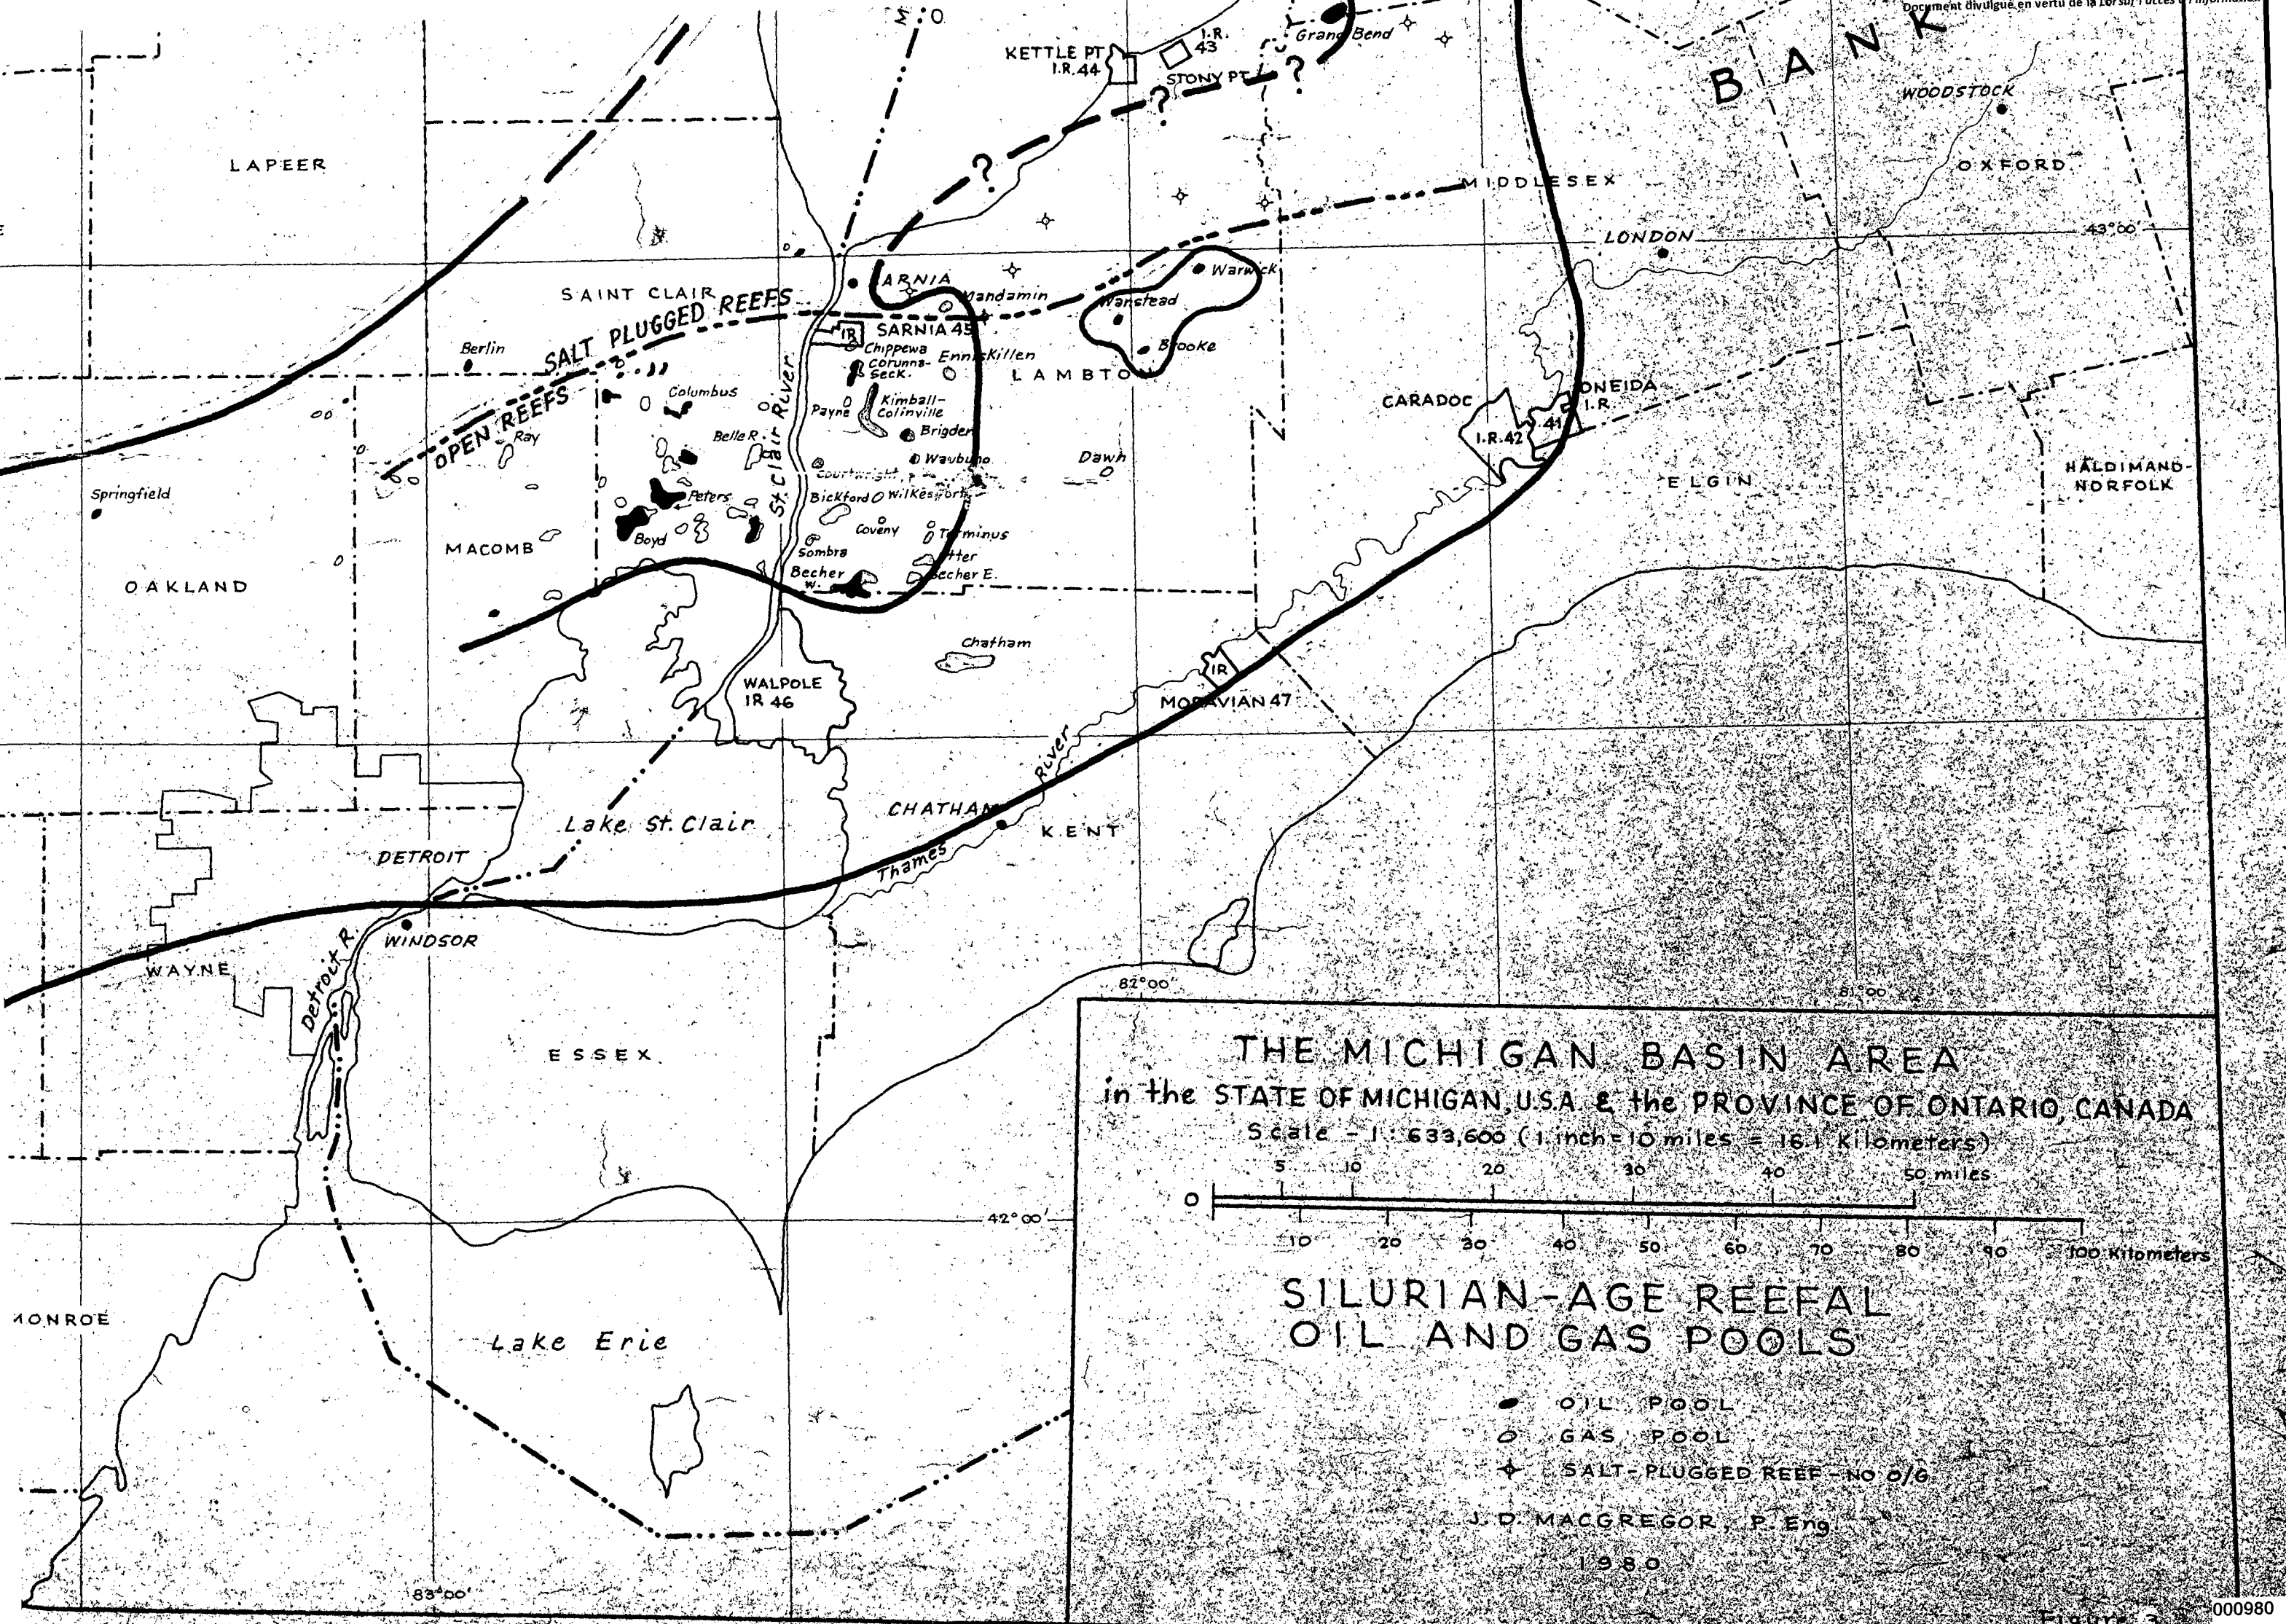 Document divulgué en vertu de la Loi sur l'accès à l'information
M
O
KETTLE PT
I.R. 44
I.R.
43
STONY PT
Grand Bend
?
?
?
B A N K
WOODSTOCK
LAPEER
OXFORD
MIDDLESEX
LONDON
43°00'
SAINT CLAIR
ARNIA
Mandamin
Warwick
Wanstead
Brooke
SALT PLUGGED REEFS
OPEN REEFS
IR
SARNIA 45
Berlin
Chippewa
Corunna-
Seck.
Enniskillen
LAMBTON
Columbus
St. Clair River
Payne
Kimball-
Colinville
Brigden
CARADOC
ONEIDA
I.R.
41
I.R. 42
Ray
Belle R.
Waubuno
Courtwright
Dawn
HALDIMAND-
NORFOLK
ELGIN
Springfield
Peters
Bickford
Wilkesport
Coveny
Terminus
MACOMB
Boyd
Sombra
Becher
W.
Becher E.
OAKLAND
Chatham
WALPOLE
IR 46
IR
MORAVIAN 47
River
CHATHAM
Lake St. Clair
KENT
DETROIT
Thames
WINDSOR
Detroit R.
WAYNE
82°00'
81°00'
ESSEX
THE MICHIGAN BASIN AREA
in the STATE OF MICHIGAN, U.S.A. & the PROVINCE OF ONTARIO, CANADA
Scale - 1 : 633,600 (1 inch = 10 miles = 16.1 Kilometers)
5 10 20 30 40 50 miles
0
10 20 30 40 50 60 70 80 90 100 Kilometers
42°00'
SILURIAN-AGE REEFAL
OIL AND GAS POOLS
MONROE
Lake Erie
OIL POOL
GAS POOL
SALT-PLUGGED REEF - NO O/G
J. D. MACGREGOR, P. Eng.
1980
83°00'
Figure 3
000980